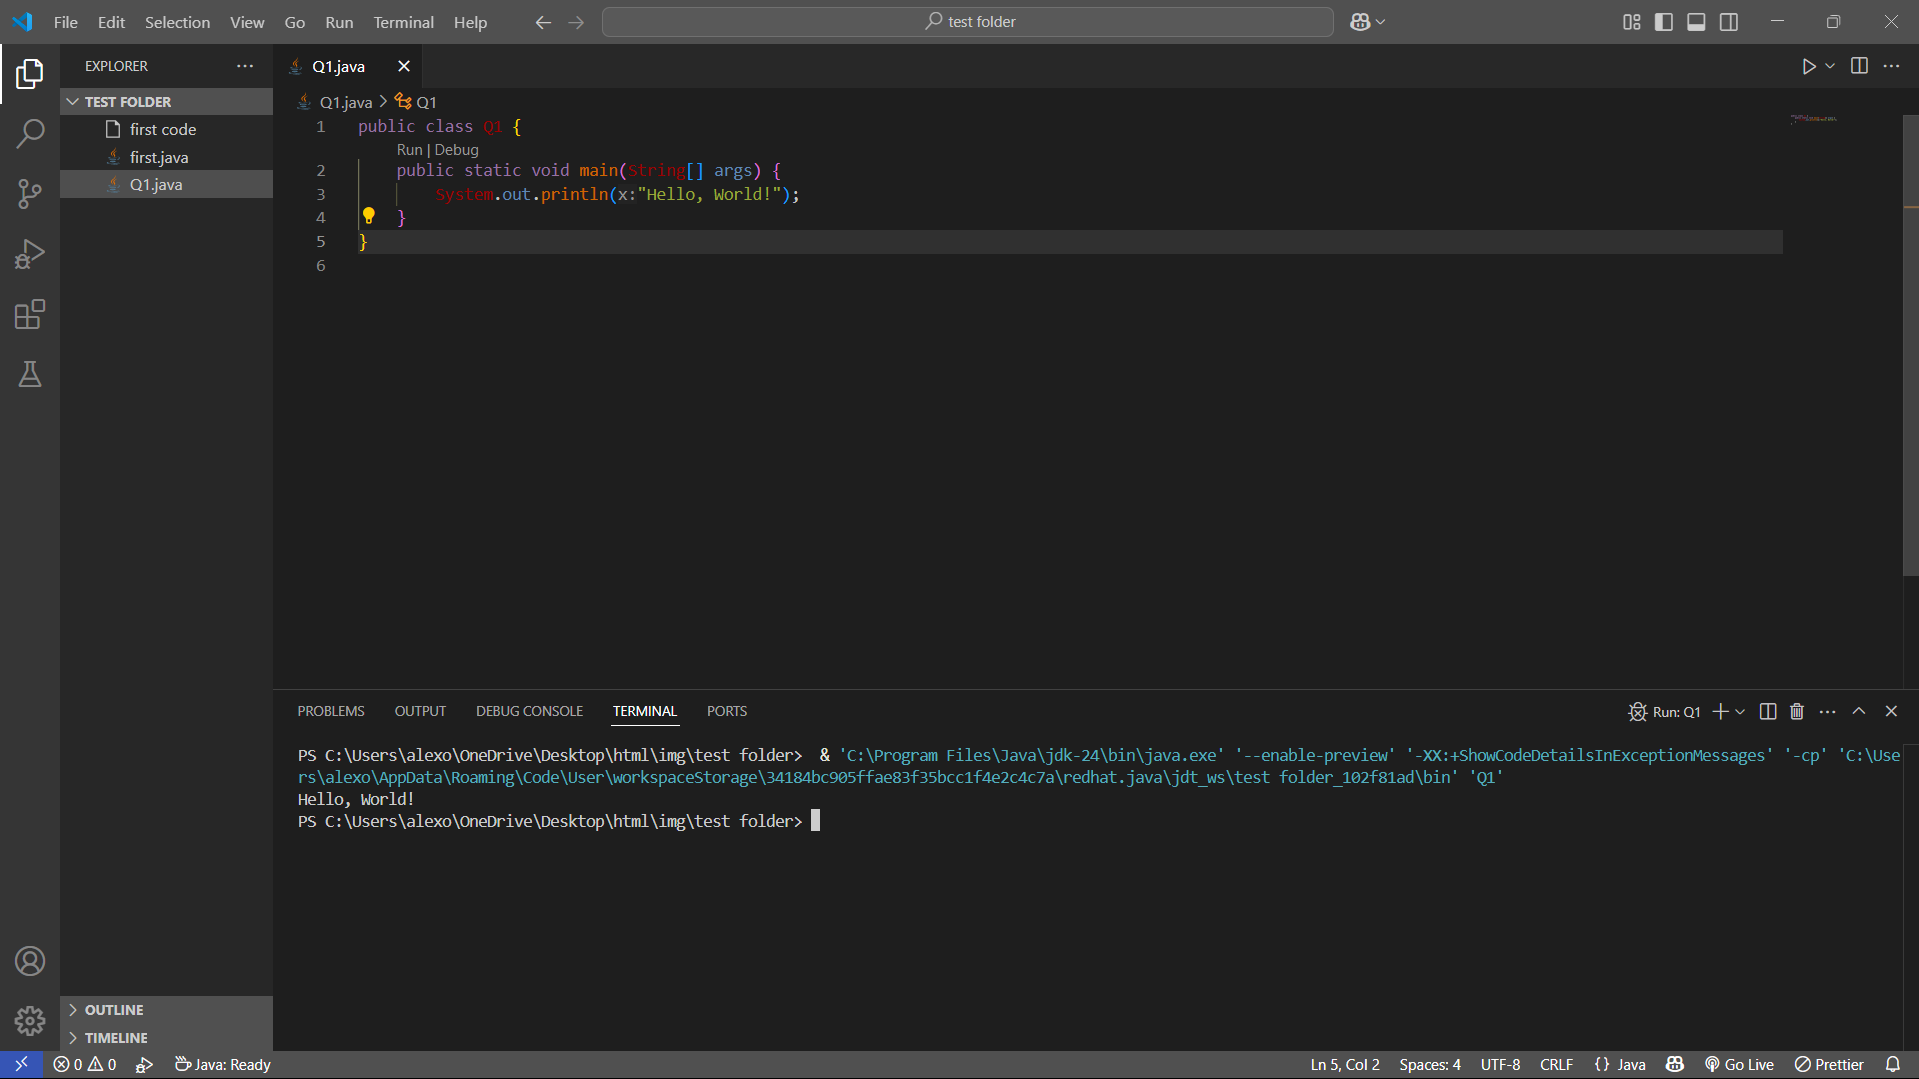 File Edit Selection View Go Run Terminal Help
test folder
EXPLORER
TEST FOLDER
first code
first.java
Q1.java
Q1.java
Q1.java > Q1
1 public class Q1 {
Run | Debug
2 public static void main(String[] args) {
3 System.out.println(x:"Hello, World!");
4 }
5 }
6
PROBLEMS OUTPUT DEBUG CONSOLE TERMINAL PORTS
Run: Q1
PS C:\Users\alexo\OneDrive\Desktop\html\img\test folder>  & 'C:\Program Files\Java\jdk-24\bin\java.exe' '--enable-preview' '-XX:+ShowCodeDetailsInExceptionMessages' '-cp' 'C:\Use
rs\alexo\AppData\Roaming\Code\User\workspaceStorage\34184bc905ffae83f35bcc1f4e2c4c7a\redhat.java\jdt_ws\test folder_102f81ad\bin' 'Q1'
Hello, World!
PS C:\Users\alexo\OneDrive\Desktop\html\img\test folder>
OUTLINE
TIMELINE
0 0 Java: Ready
Ln 5, Col 2 Spaces: 4 UTF-8 CRLF {} Java Go Live Prettier